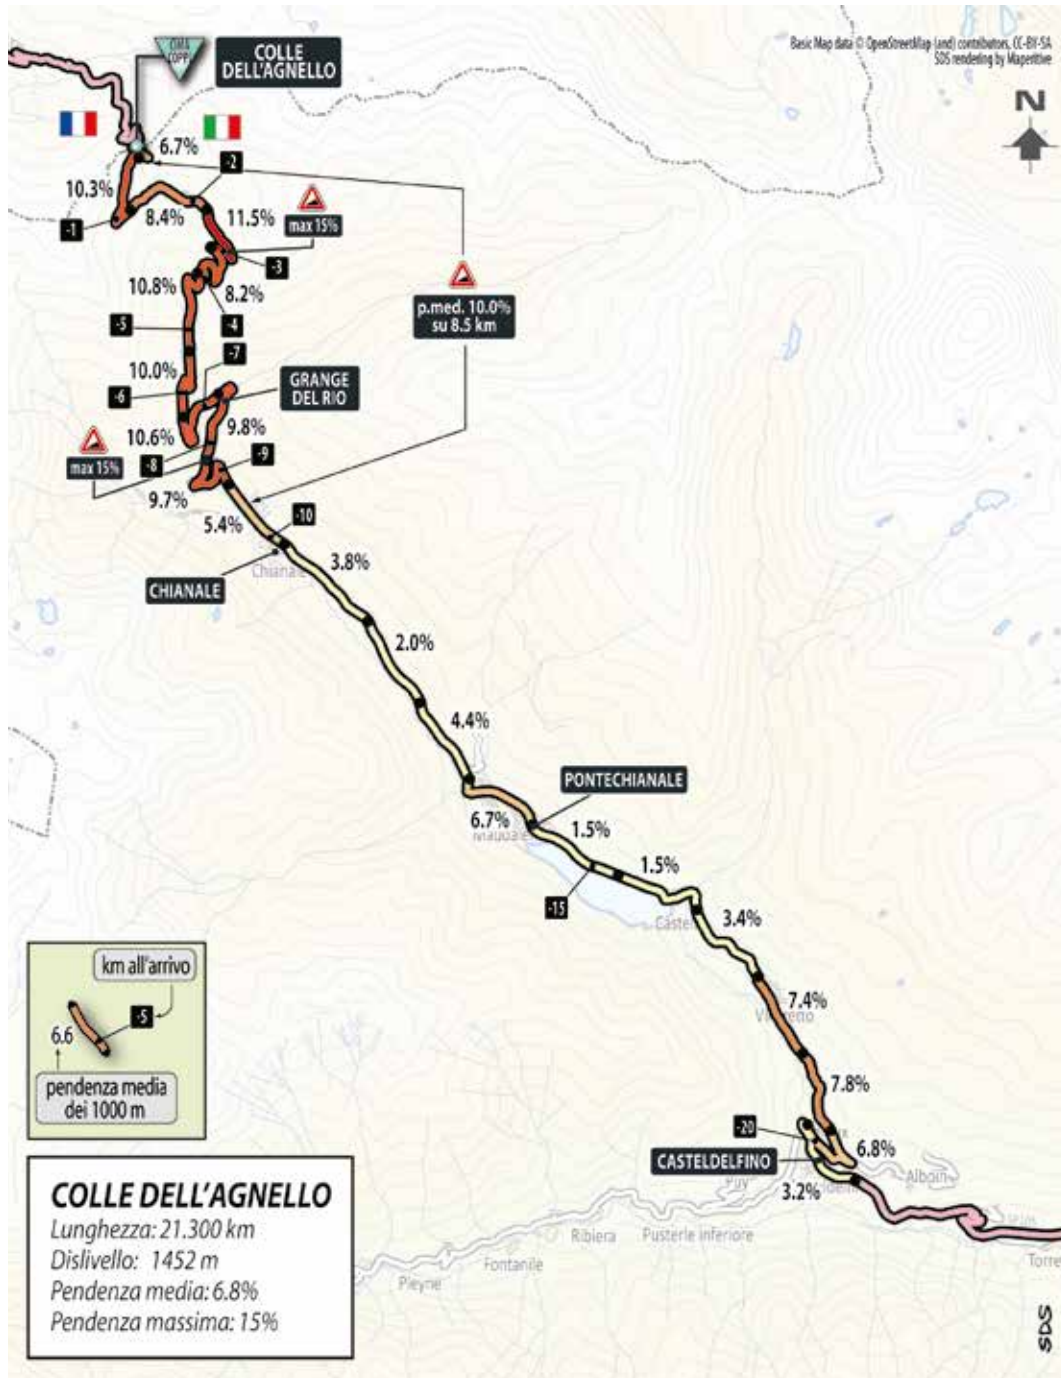 Basic Map data © OpenStreetMap (and) contributors, CC-BY-SA
SDS rendering by Maperitive
CIMA
COPPI
COLLE
DELL'AGNELLO
N
6.7%
-2
10.3%
8.4%
11.5%
max 15%
-1
-3
10.8%
8.2%
p.med. 10.0%
su 8.5 km
-5
-4
-7
10.0%
GRANGE
DEL RIO
-6
10.6%
9.8%
max 15%
-8
-9
9.7%
5.4%
-10
3.8%
Chianale
CHIANALE
2.0%
4.4%
PONTECHIANALE
6.7%
1.5%
1.5%
-15
3.4%
km all'arrivo
-5
6.6
pendenza media
dei 1000 m
7.4%
7.8%
-20
6.8%
CASTELDELFINO
3.2%
Alboin
Puy
Ribiera
Pusterle inferiore
Fontanile
Torre
Pleyne
COLLE DELL'AGNELLO
Lunghezza: 21.300 km
Dislivello: 1452 m
Pendenza media: 6.8%
Pendenza massima: 15%
SDS